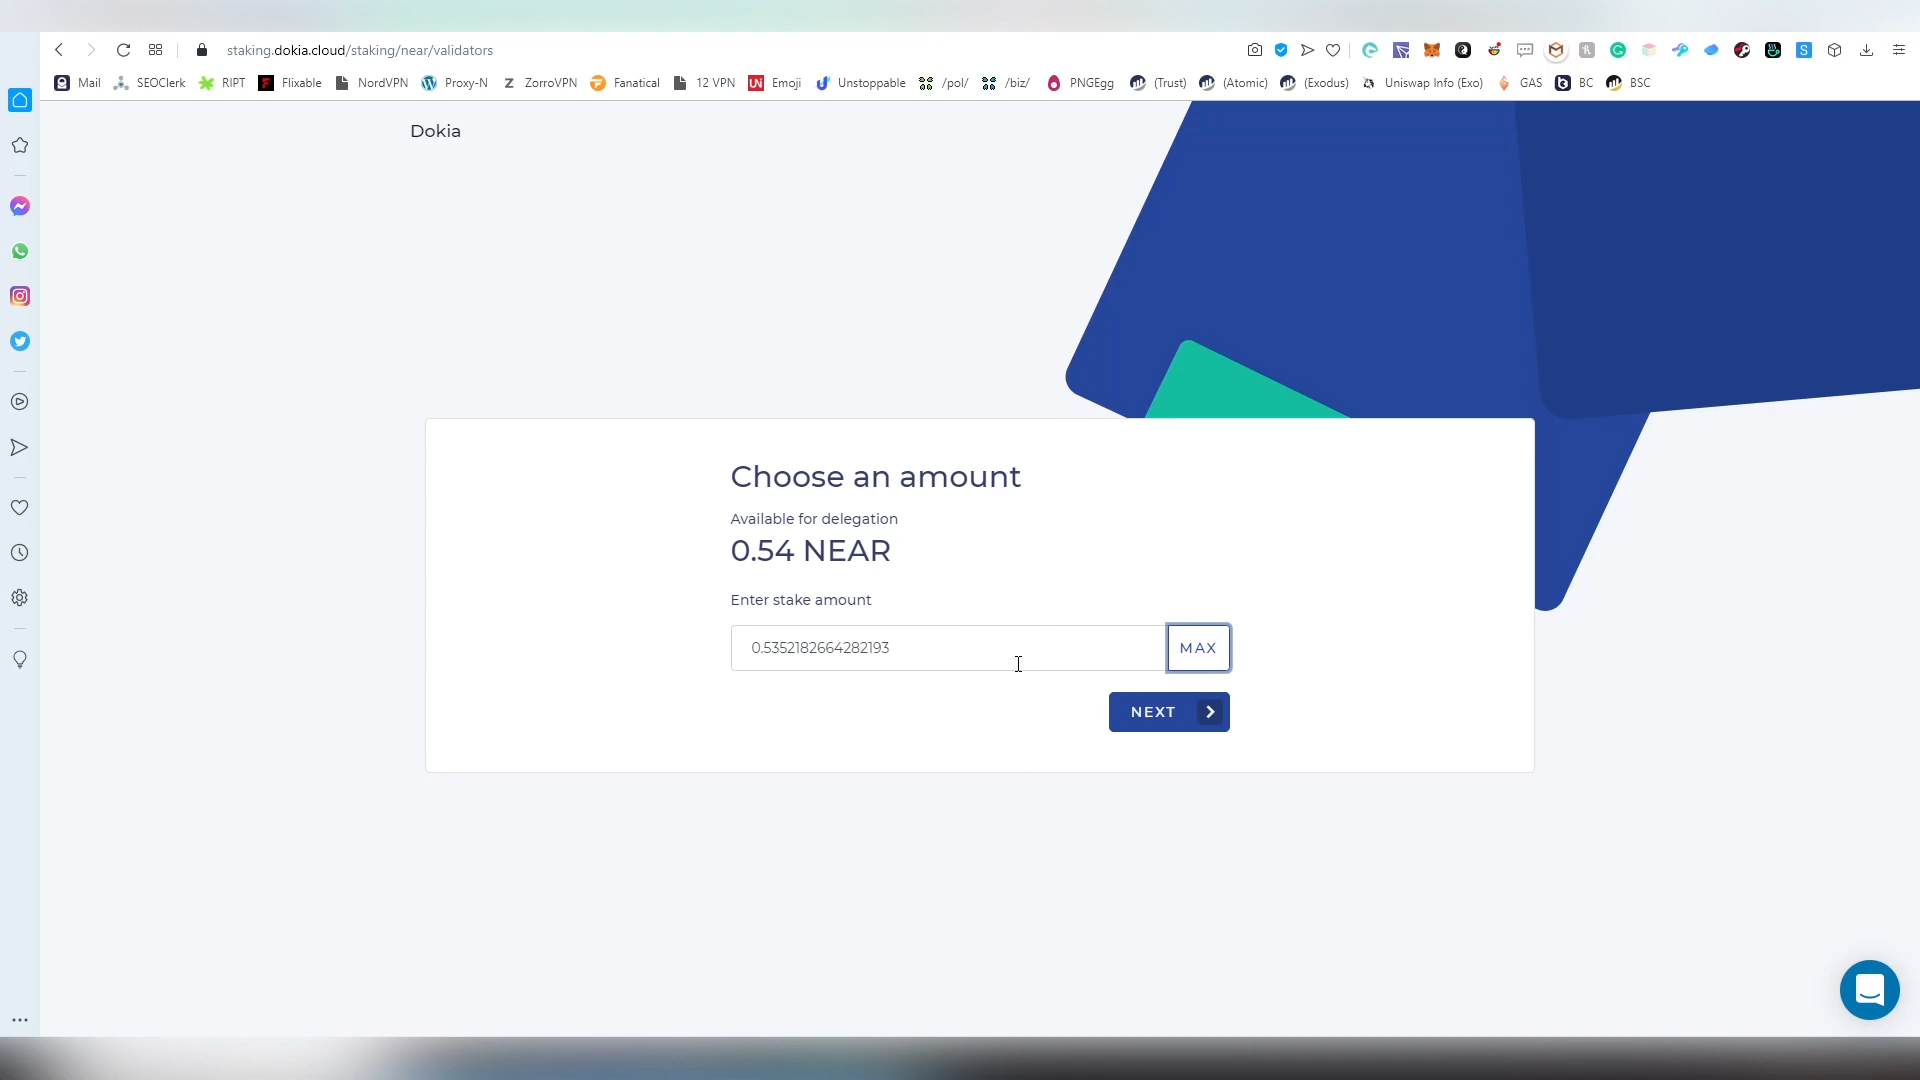 staking.dokia.cloud/staking/near/validators
Mail SEOClerk RIPT Flixable NordVPN Proxy-N ZorroVPN Fanatical 12 VPN Emoji Unstoppable /pol/ /biz/ PNGEgg (Trust) (Atomic) (Exodus) Uniswap Info (Exo) GAS BC BSC
Dokia
Choose an amount
Available for delegation
0.54 NEAR
Enter stake amount
0.5352182664282193
MAX
NEXT